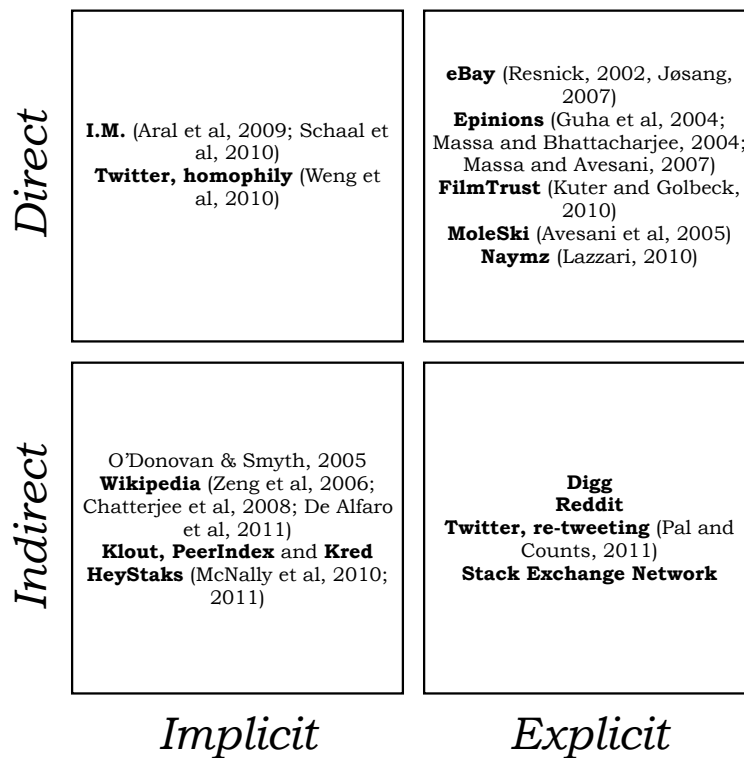 Direct
I.M. (Aral et al, 2009; Schaal et
al, 2010)
Twitter, homophily (Weng et
al, 2010)
eBay (Resnick, 2002, Jøsang,
2007)
Epinions (Guha et al, 2004;
Massa and Bhattacharjee, 2004;
Massa and Avesani, 2007)
FilmTrust (Kuter and Golbeck,
2010)
MoleSki (Avesani et al, 2005)
Naymz (Lazzari, 2010)
Indirect
O'Donovan & Smyth, 2005
Wikipedia (Zeng et al, 2006;
Chatterjee et al, 2008; De Alfaro
et al, 2011)
Klout, PeerIndex and Kred
HeyStaks (McNally et al, 2010;
2011)
Digg
Reddit
Twitter, re-tweeting (Pal and
Counts, 2011)
Stack Exchange Network
Implicit
Explicit